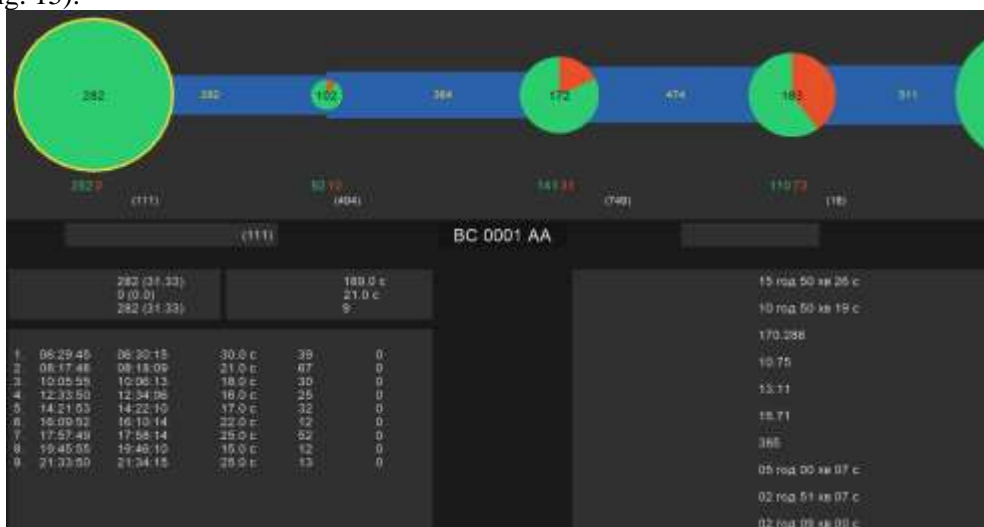 15).
282 282 102 384 172 474 183 511
282 0 92 10 141 31 110 73
(111) (404) (749) (18)
(111) BC 0001 AA
282 (31.33) 189.0 с 15 год 50 хв 26 с
0 (0.0) 21.0 с
282 (31.33) 9 10 год 50 хв 19 с
170.288
1. 06:29:45 06:30:15 30.0 с 39 0
2. 08:17:48 08:18:09 21.0 с 67 0
3. 10:05:55 10:06:13 18.0 с 30 0
4. 12:33:50 12:34:06 16.0 с 25 0
5. 14:21:53 14:22:10 17.0 с 32 0
6. 16:09:52 16:10:14 22.0 с 12 0
7. 17:57:49 17:58:14 25.0 с 52 0
8. 19:45:55 19:46:10 15.0 с 12 0
9. 21:33:50 21:34:15 25.0 с 13 0
10.75
13.11
365
05 год 00 хв 07 с
02 год 51 хв 07 с